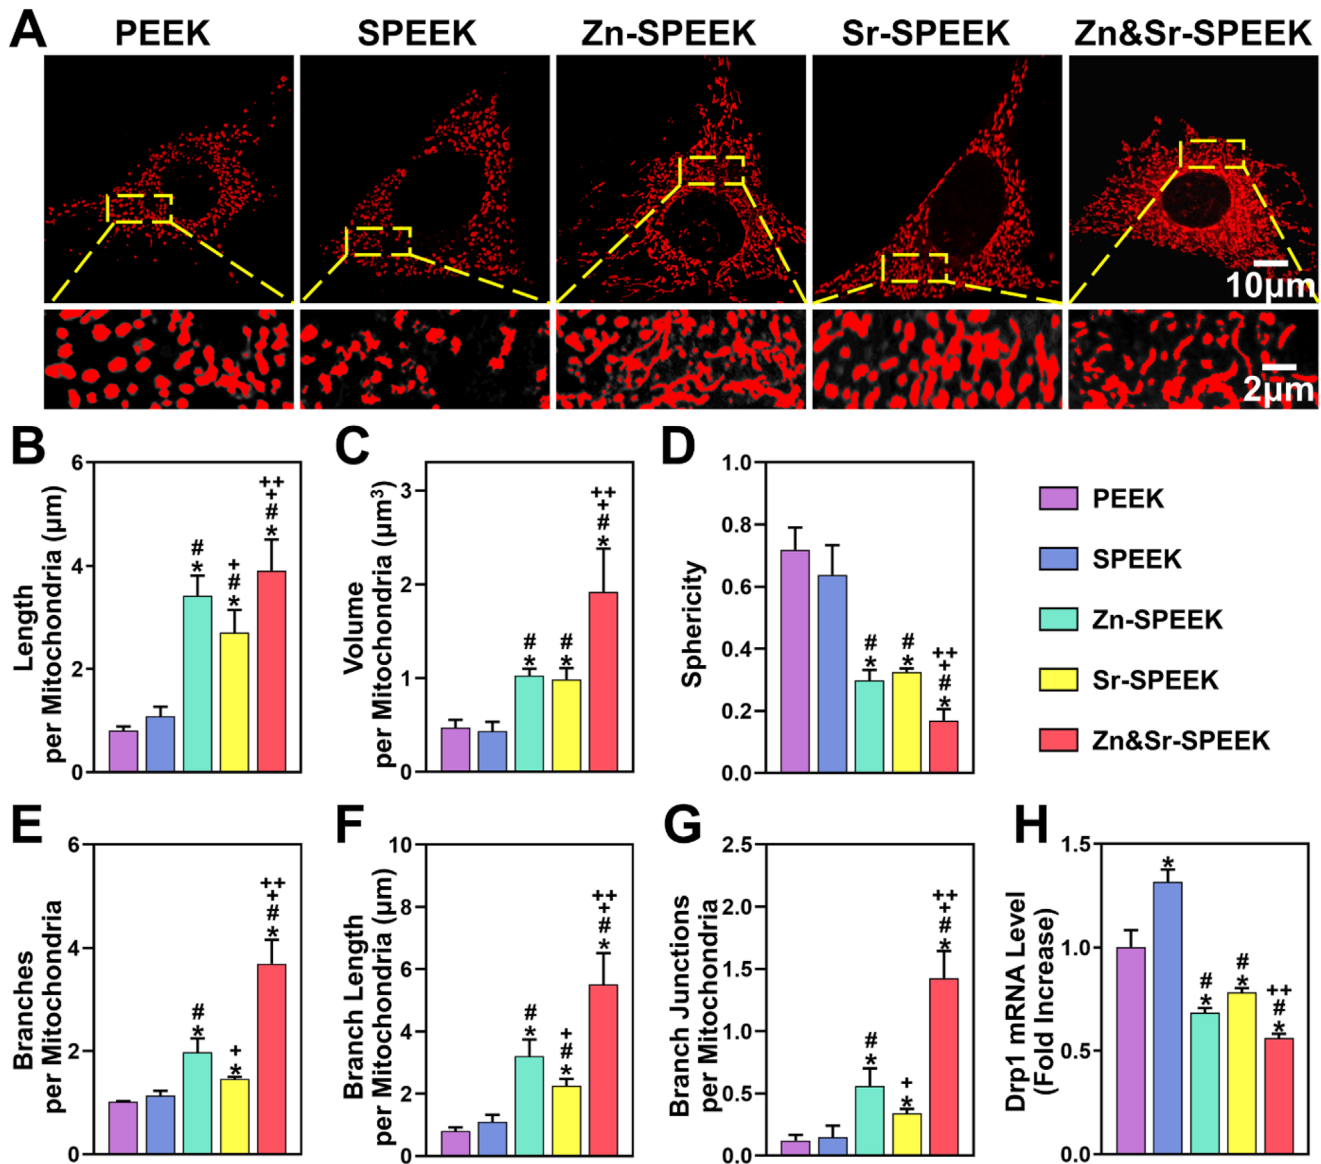 A
PEEK
SPEEK
Zn-SPEEK
Sr-SPEEK
Zn&Sr-SPEEK
10μm
2μm
B
Length
per Mitochondria (μm)
6
4
2
0
#
*
+
#
*
++
+
#
*
C
Volume
per Mitochondria (μm³)
3
2
1
0
#
*
#
*
++
+
#
*
D
Sphericity
1.0
0.8
0.6
0.4
0.2
0.0
#
*
#
*
++
+
#
*
PEEK
SPEEK
Zn-SPEEK
Sr-SPEEK
Zn&Sr-SPEEK
E
Branches
per Mitochondria
6
4
2
0
#
*
+
*
++
+
#
*
F
Branch Length
per Mitochondria (μm)
10
8
6
4
2
0
#
*
+
#
*
++
+
#
*
G
Branch Junctions
per Mitochondria
2.5
2.0
1.5
1.0
0.5
0.0
#
*
+
*
++
+
#
*
H
Drp1 mRNA Level
(Fold Increase)
1.5
1.0
0.5
0.0
*
#
*
#
*
++
#
*